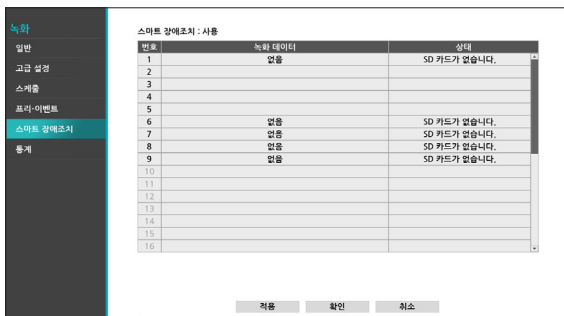 녹화
일반
고급 설정
스케줄
프리-이벤트
스마트 장애조치
통계
스마트 장애조치 : 사용
번호 녹화 데이터 상태
1 없음 SD 카드가 없습니다.
2
3
4
5
6 없음 SD 카드가 없습니다.
7 없음 SD 카드가 없습니다.
8 없음 SD 카드가 없습니다.
9 없음 SD 카드가 없습니다.
10
11
12
13
14
15
16
적용 확인 취소